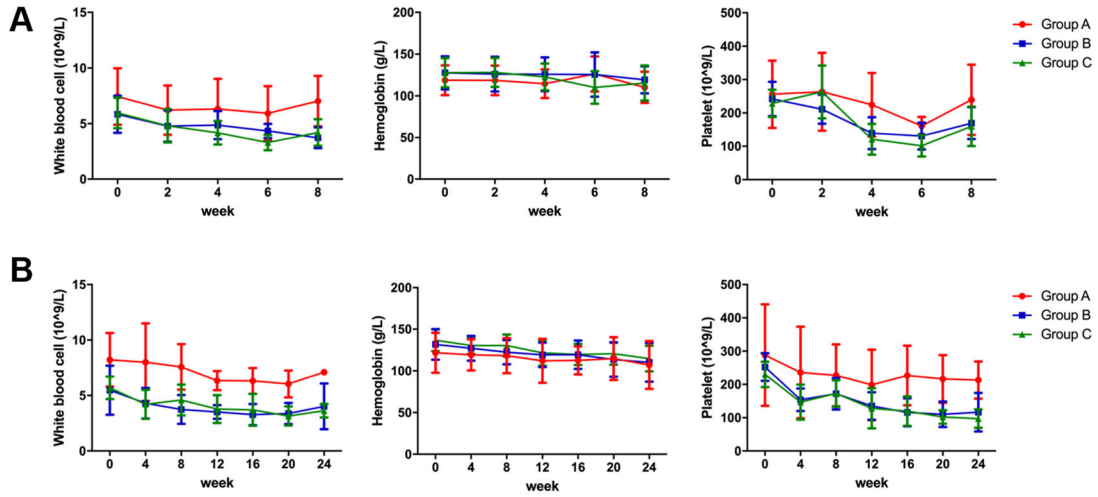 A
White blood cell (10^9/L)
15
10
5
0
0 2 4 6 8
week
Hemoglobin (g/L)
200
150
100
50
0
0 2 4 6 8
week
Platelet (10^9/L)
500
400
300
200
100
0
0 2 4 6 8
week
Group A
Group B
Group C
B
White blood cell (10^9/L)
15
10
5
0
0 4 8 12 16 20 24
week
Hemoglobin (g/L)
200
150
100
50
0
0 4 8 12 16 20 24
week
Platelet (10^9/L)
500
400
300
200
100
0
0 4 8 12 16 20 24
week
Group A
Group B
Group C